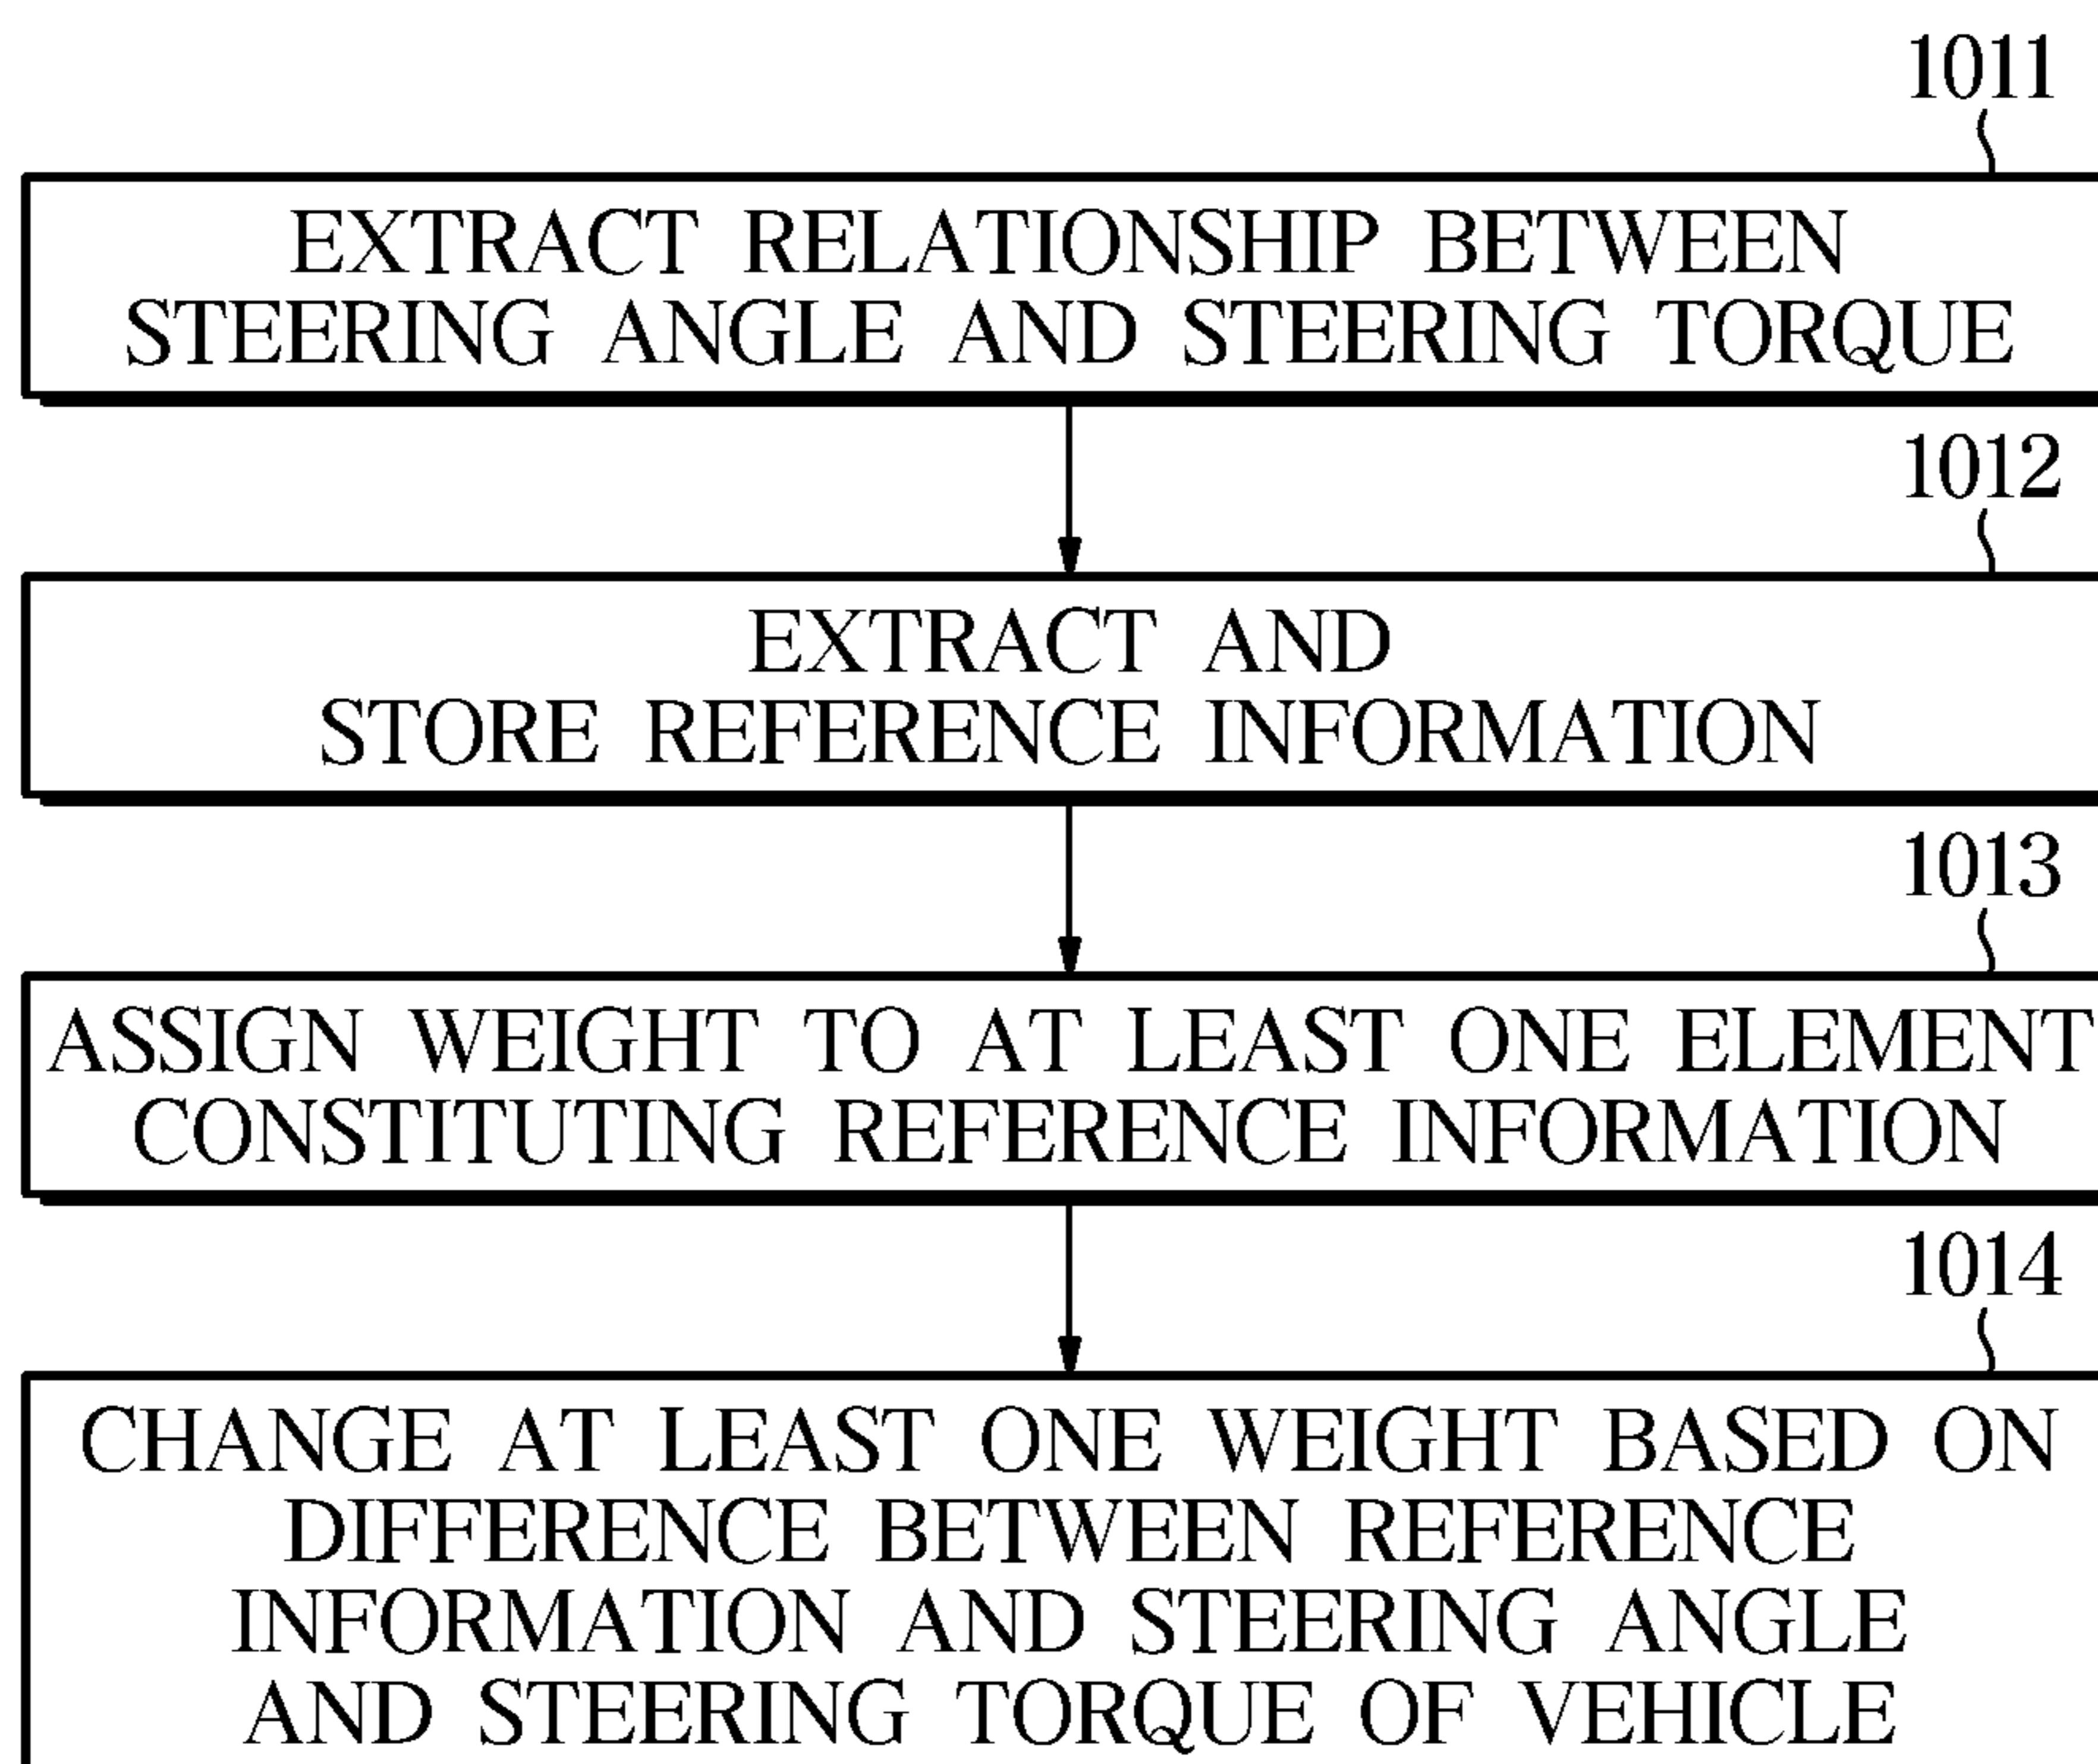 1011
EXTRACT RELATIONSHIP BETWEEN
STEERING ANGLE AND STEERING TORQUE
1012
EXTRACT AND
STORE REFERENCE INFORMATION
1013
ASSIGN WEIGHT TO AT LEAST ONE ELEMENT
CONSTITUTING REFERENCE INFORMATION
1014
CHANGE AT LEAST ONE WEIGHT BASED ON
DIFFERENCE BETWEEN REFERENCE
INFORMATION AND STEERING ANGLE
AND STEERING TORQUE OF VEHICLE